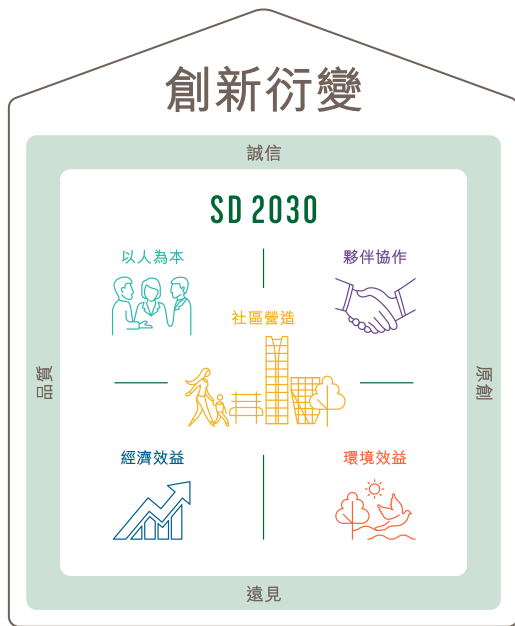 創新衍變
誠信
SD 2030
以人為本
夥伴協作
社區營造
品質
原創
經濟效益
環境效益
遠見